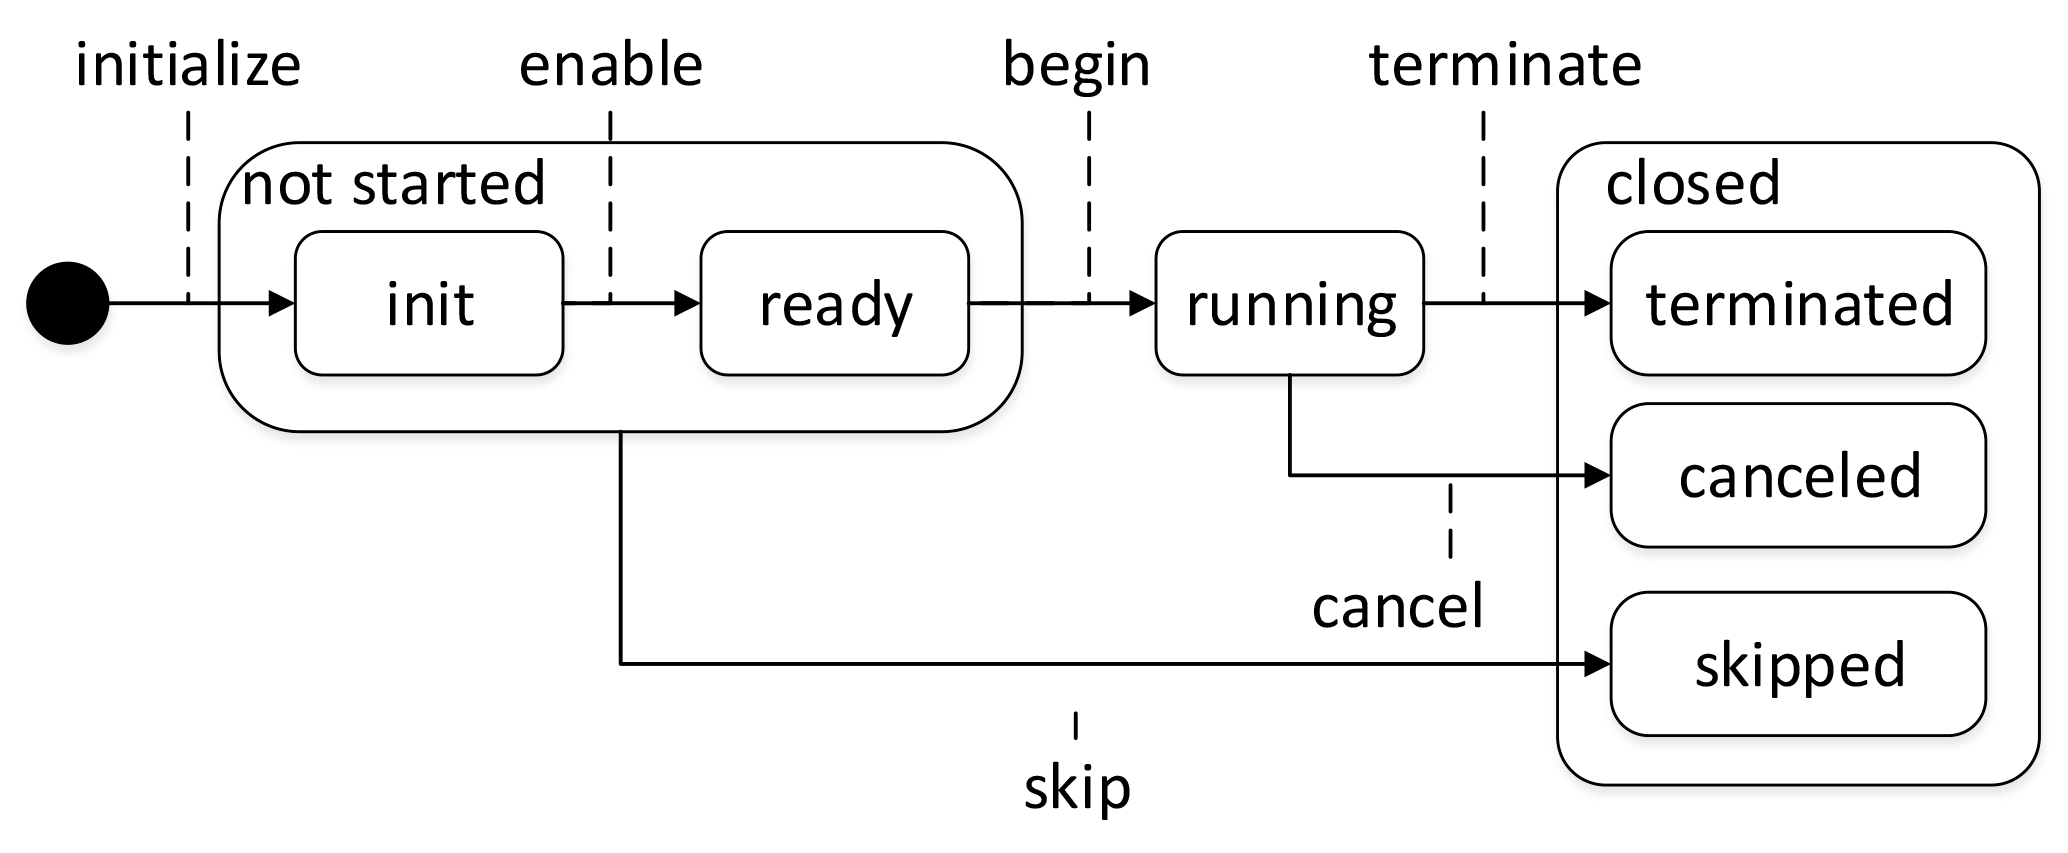 initialize
enable
begin
terminate
not started
closed
init
ready
running
terminated
canceled
cancel
skipped
skip